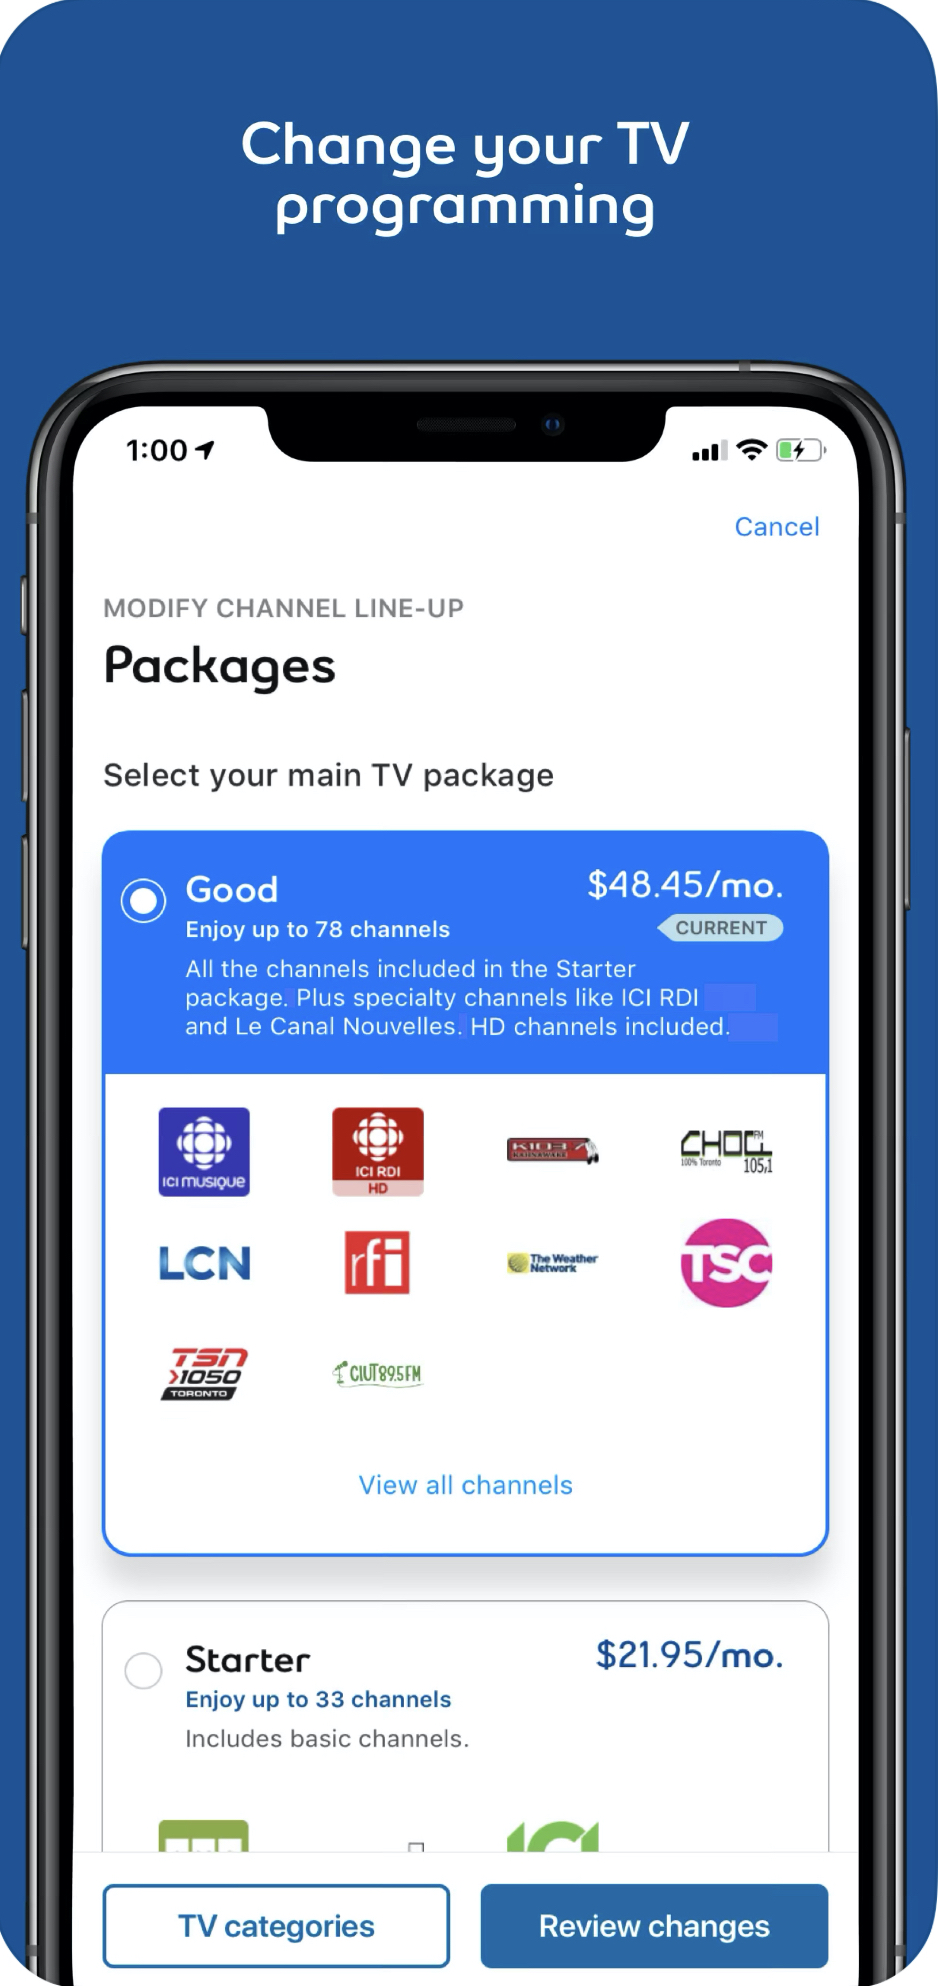 Change your TV
programming
1:00
Cancel
MODIFY CHANNEL LINE-UP
Packages
Select your main TV package
Good
$48.45/mo.
Enjoy up to 78 channels
CURRENT
All the channels included in the Starter
package. Plus specialty channels like ICI RDI
and Le Canal Nouvelles. HD channels included.
ICI MUSIQUE
ICI RDI
HD
K103
KAHNAWAKE
CHOQ FM
100% Toronto 105,1
LCN
rfi
The Weather
Network
TSC
TSN
1050
TORONTO
CIUT89.5FM
View all channels
Starter
$21.95/mo.
Enjoy up to 33 channels
Includes basic channels.
TV categories
Review changes